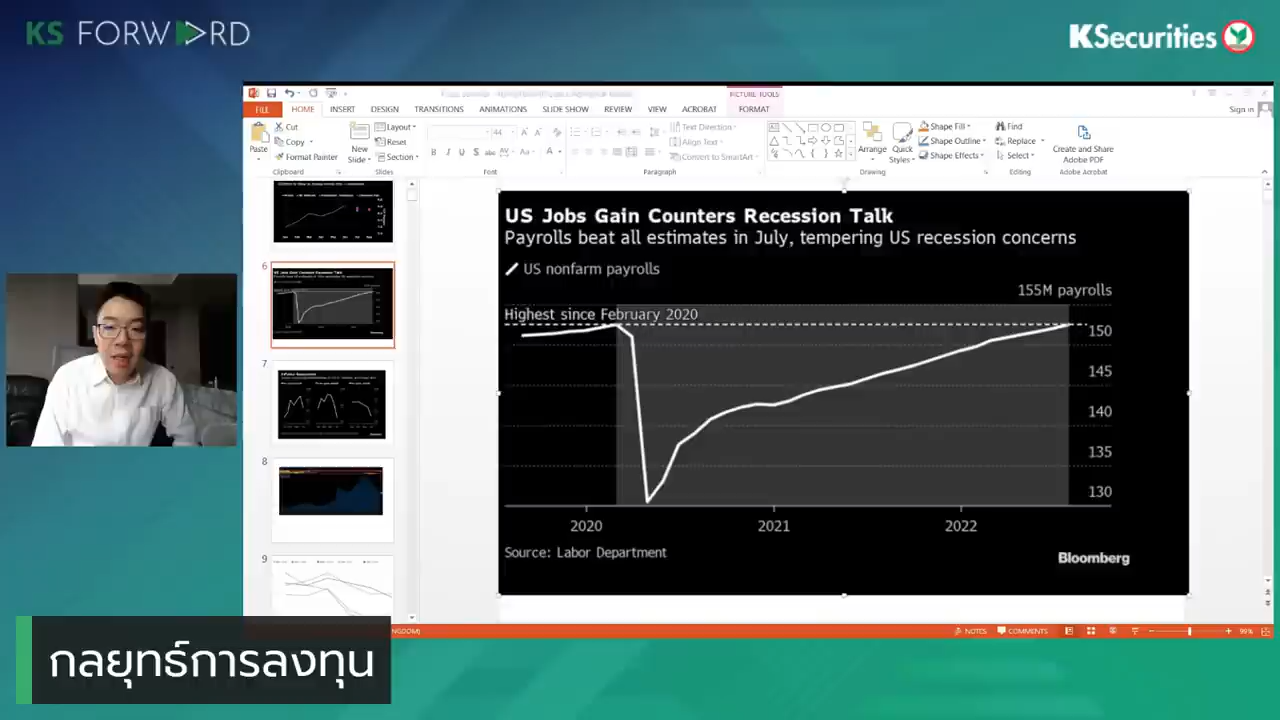 KS FORWARD
KSecurities
PICTURE TOOLS
FILE HOME INSERT DESIGN TRANSITIONS ANIMATIONS SLIDE SHOW REVIEW VIEW ACROBAT FORMAT
Sign in
Paste
Cut
Copy
Format Painter
Clipboard
New Slide
Layout
Reset
Section
Slides
44
Font
Text Direction
Align Text
Convert to SmartArt
Paragraph
Arrange
Quick Styles
Shape Fill
Shape Outline
Shape Effects
Drawing
Find
Replace
Select
Editing
Create and Share Adobe PDF
Adobe Acrobat
6
7
8
9
US Jobs Gain Counters Recession Talk
Payrolls beat all estimates in July, tempering US recession concerns
US nonfarm payrolls
155M payrolls
Highest since February 2020
150
145
140
135
130
2020 2021 2022
Source: Labor Department
Bloomberg
NOTES COMMENTS 99%
กลยุทธ์การลงทุน